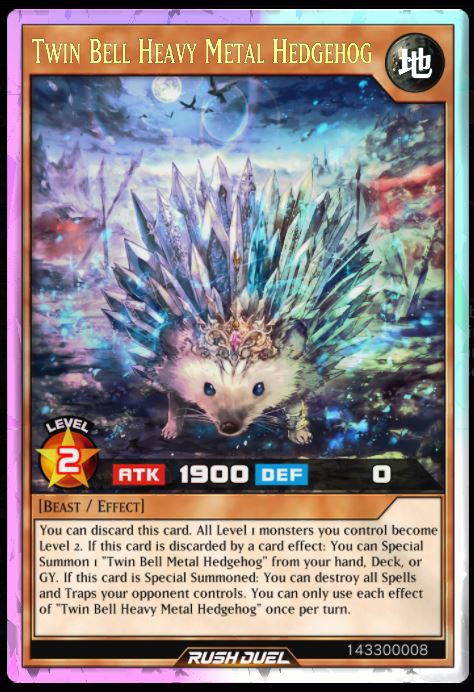 Twin Bell Heavy Metal Hedgehog
地
LEVEL
2
ATK 1900 DEF 0
[Beast / Effect]
You can discard this card. All Level 1 monsters you control become
Level 2. If this card is discarded by a card effect: You can Special
Summon 1 "Twin Bell Metal Hedgehog" from your hand, Deck, or
GY. If this card is Special Summoned: You can destroy all Spells
and Traps your opponent controls. You can only use each effect
of "Twin Bell Heavy Metal Hedgehog" once per turn.
143300008
RUSH DUEL